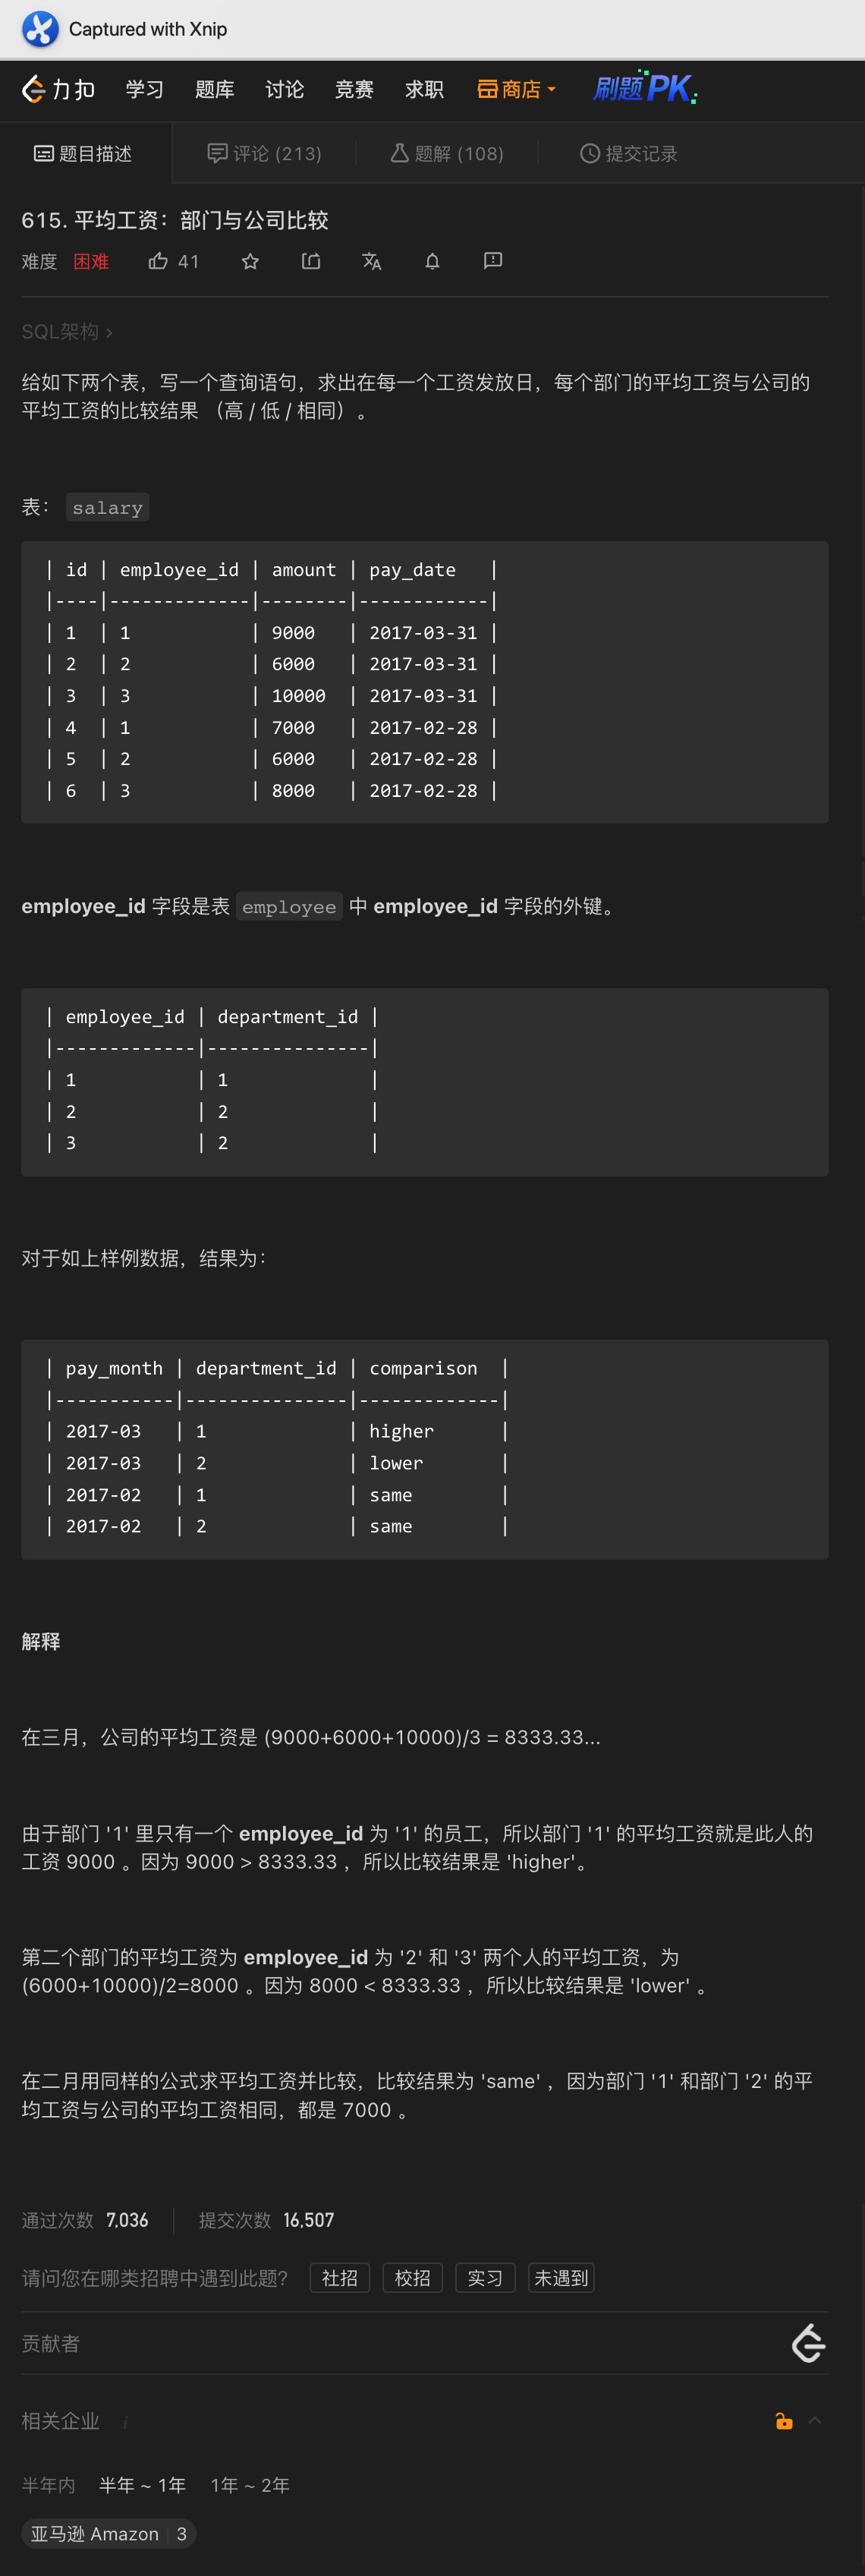 Captured with Xnip
力扣 学习 题库 讨论 竞赛 求职 商店 刷题PK
题目描述 评论 (213) 题解 (108) 提交记录
615. 平均工资：部门与公司比较
难度 困难 41
SQL架构 ›
给如下两个表，写一个查询语句，求出在每一个工资发放日，每个部门的平均工资与公司的
平均工资的比较结果 （高 / 低 / 相同）。
表： salary
| id | employee_id | amount | pay_date   |
|----|-------------|--------|------------|
| 1  | 1           | 9000   | 2017-03-31 |
| 2  | 2           | 6000   | 2017-03-31 |
| 3  | 3           | 10000  | 2017-03-31 |
| 4  | 1           | 7000   | 2017-02-28 |
| 5  | 2           | 6000   | 2017-02-28 |
| 6  | 3           | 8000   | 2017-02-28 |
employee_id 字段是表 employee 中 employee_id 字段的外键。
| employee_id | department_id |
|-------------|---------------|
| 1           | 1             |
| 2           | 2             |
| 3           | 2             |
对于如上样例数据，结果为：
| pay_month | department_id | comparison  |
|-----------|---------------|-------------|
| 2017-03   | 1             | higher      |
| 2017-03   | 2             | lower       |
| 2017-02   | 1             | same        |
| 2017-02   | 2             | same        |
解释
在三月，公司的平均工资是 (9000+6000+10000)/3 = 8333.33...
由于部门 '1' 里只有一个 employee_id 为 '1' 的员工，所以部门 '1' 的平均工资就是此人的
工资 9000 。因为 9000 > 8333.33 ，所以比较结果是 'higher'。
第二个部门的平均工资为 employee_id 为 '2' 和 '3' 两个人的平均工资，为
(6000+10000)/2=8000 。因为 8000 < 8333.33 ，所以比较结果是 'lower' 。
在二月用同样的公式求平均工资并比较，比较结果为 'same' ，因为部门 '1' 和部门 '2' 的平
均工资与公司的平均工资相同，都是 7000 。
通过次数 7,036 提交次数 16,507
请问您在哪类招聘中遇到此题? 社招 校招 实习 未遇到
贡献者
相关企业 i
半年内 半年 ~ 1年 1年 ~ 2年
亚马逊 Amazon 3